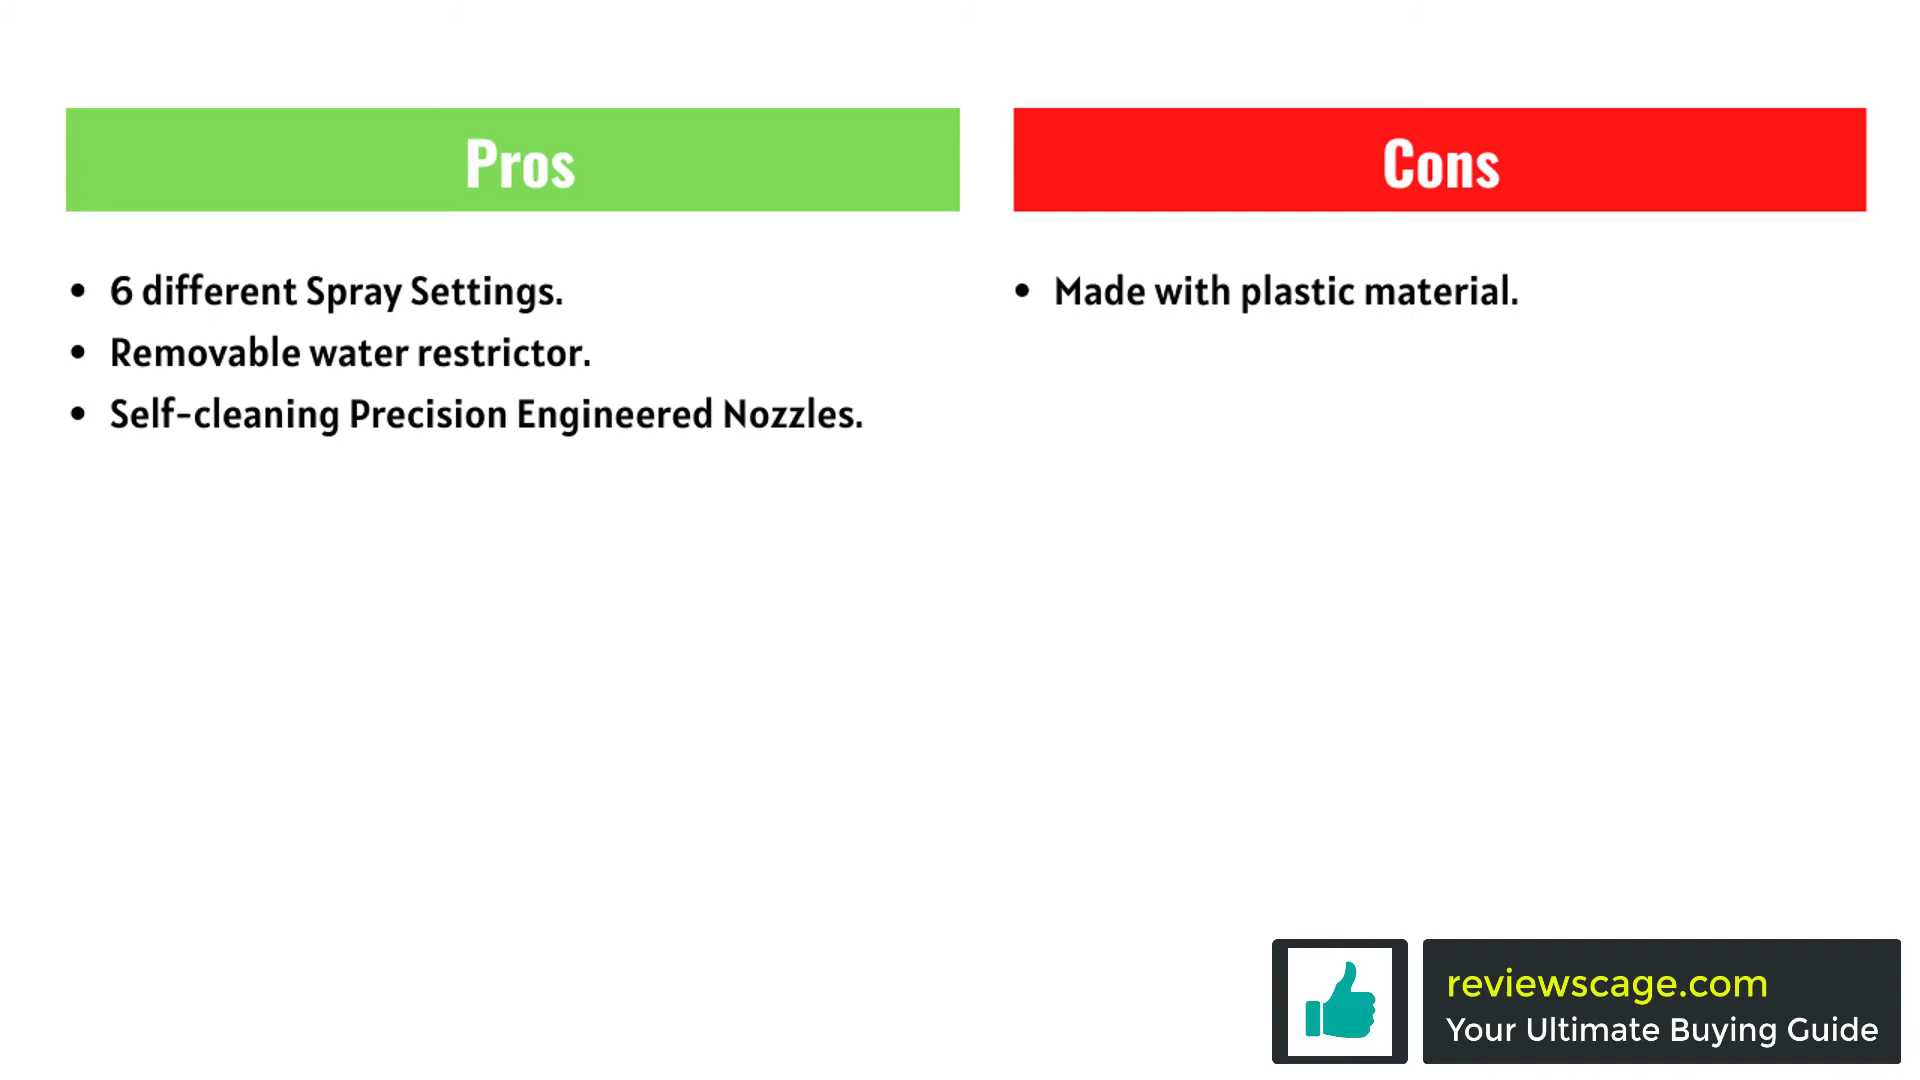 Pros
• 6 different Spray Settings.
• Removable water restrictor.
• Self-cleaning Precision Engineered Nozzles.
Cons
• Made with plastic material.
reviewscage.com
Your Ultimate Buying Guide